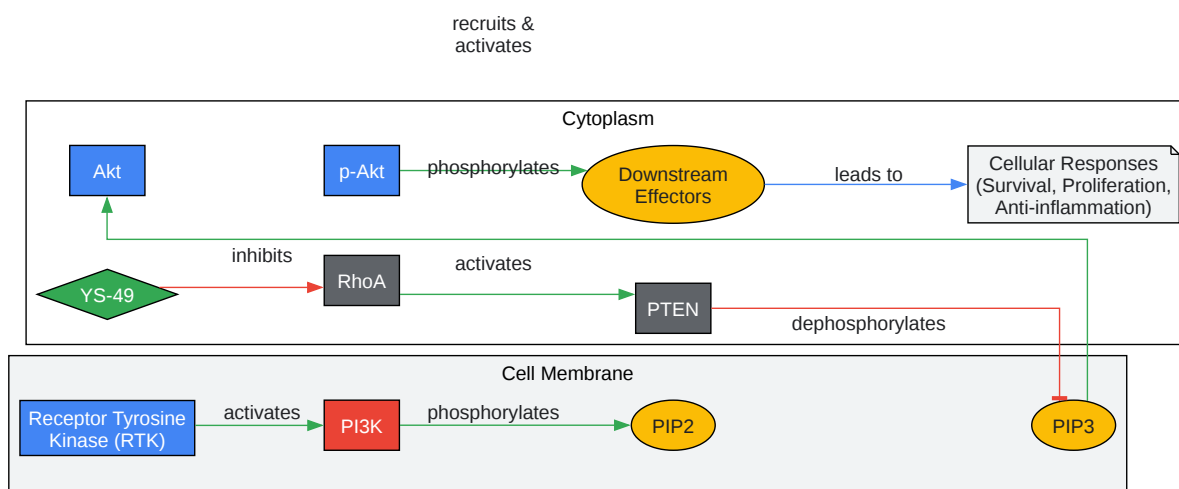 recruits &
activates
Cytoplasm
Akt
p-Akt
phosphorylates
Downstream
Effectors
leads to
Cellular Responses
(Survival, Proliferation,
Anti-inflammation)
YS-49
inhibits
RhoA
activates
PTEN
dephosphorylates
Cell Membrane
Receptor Tyrosine
Kinase (RTK)
activates
PI3K
phosphorylates
PIP2
PIP3